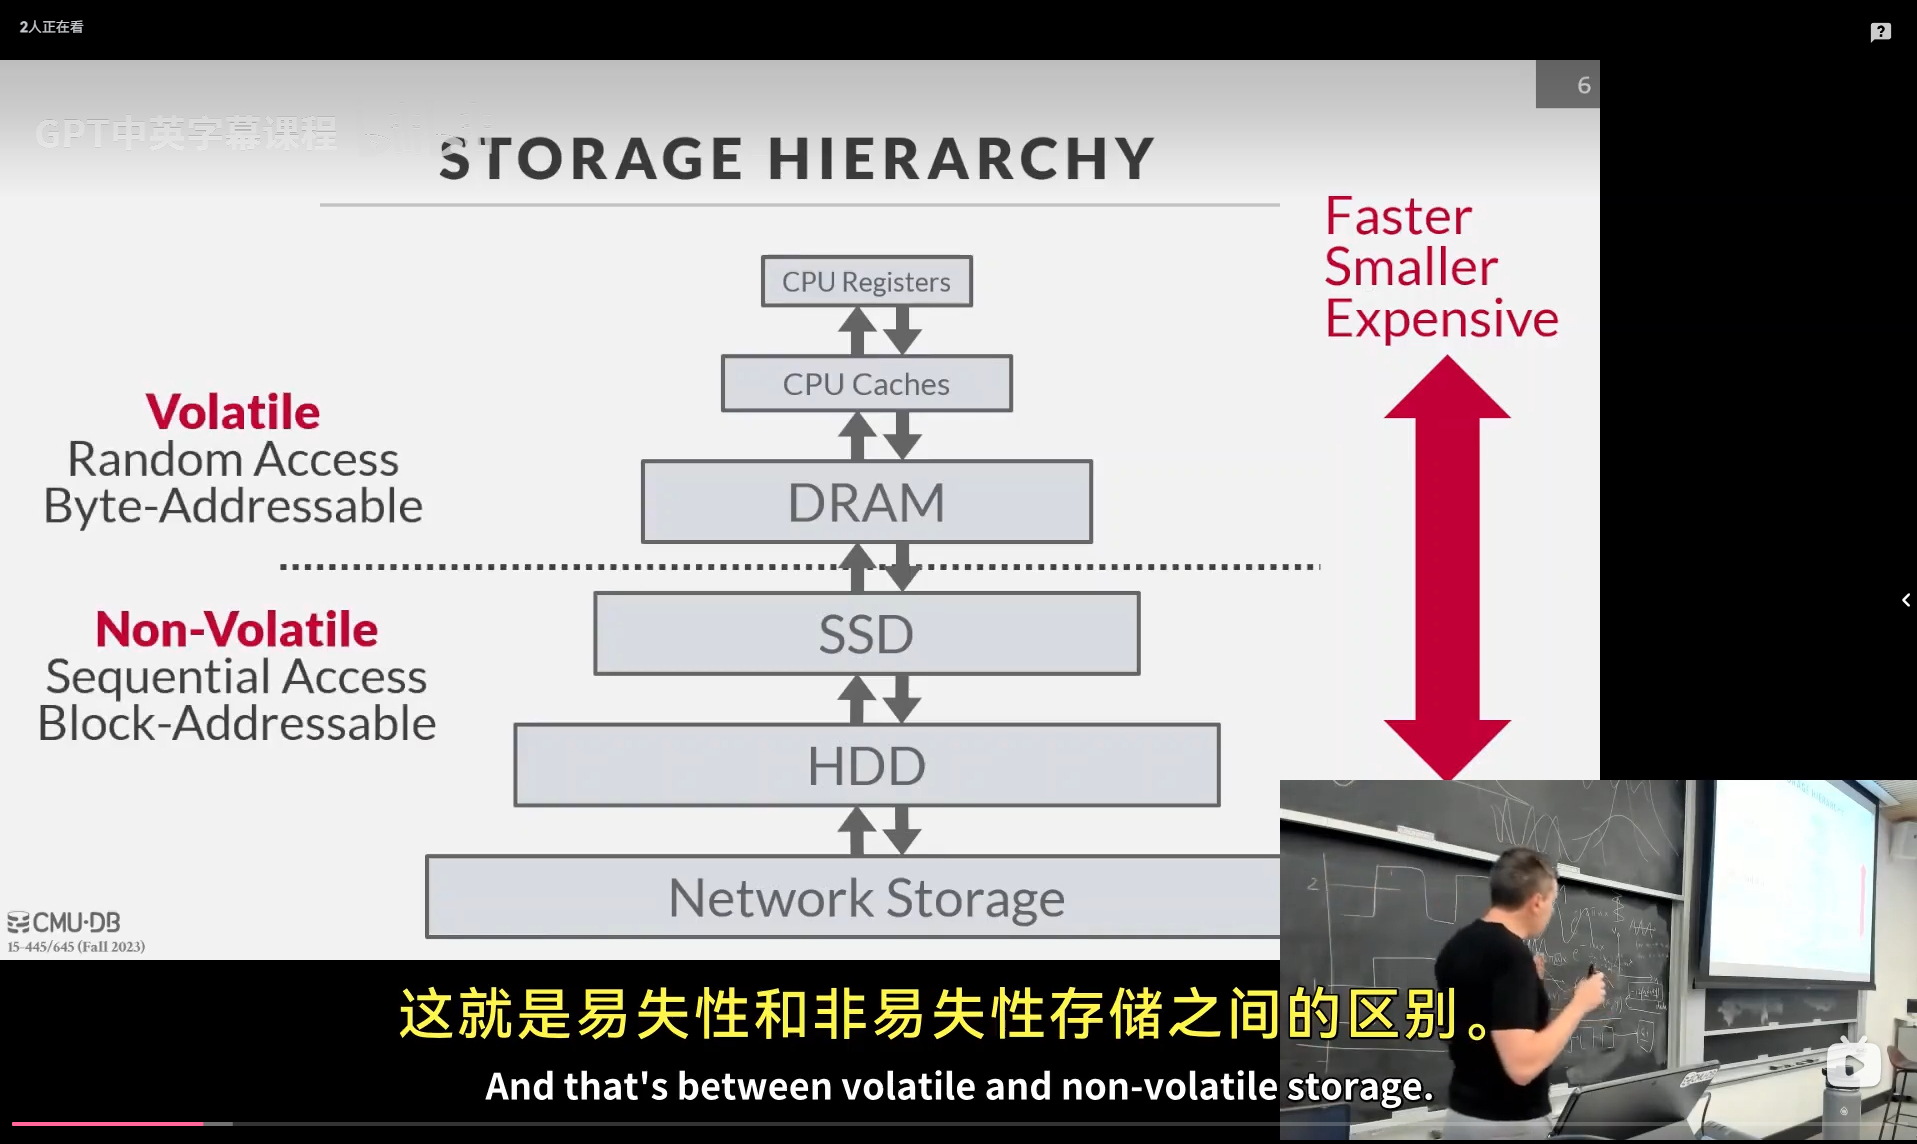 2人正在看
6
GPT中英字幕课程
STORAGE HIERARCHY
Faster
Smaller
Expensive
CPU Registers
CPU Caches
Volatile
Random Access
Byte-Addressable
DRAM
Non-Volatile
Sequential Access
Block-Addressable
SSD
HDD
Network Storage
CMU·DB
15-445/645 (Fall 2023)
这就是易失性和非易失性存储之间的区别。
And that's between volatile and non-volatile storage.